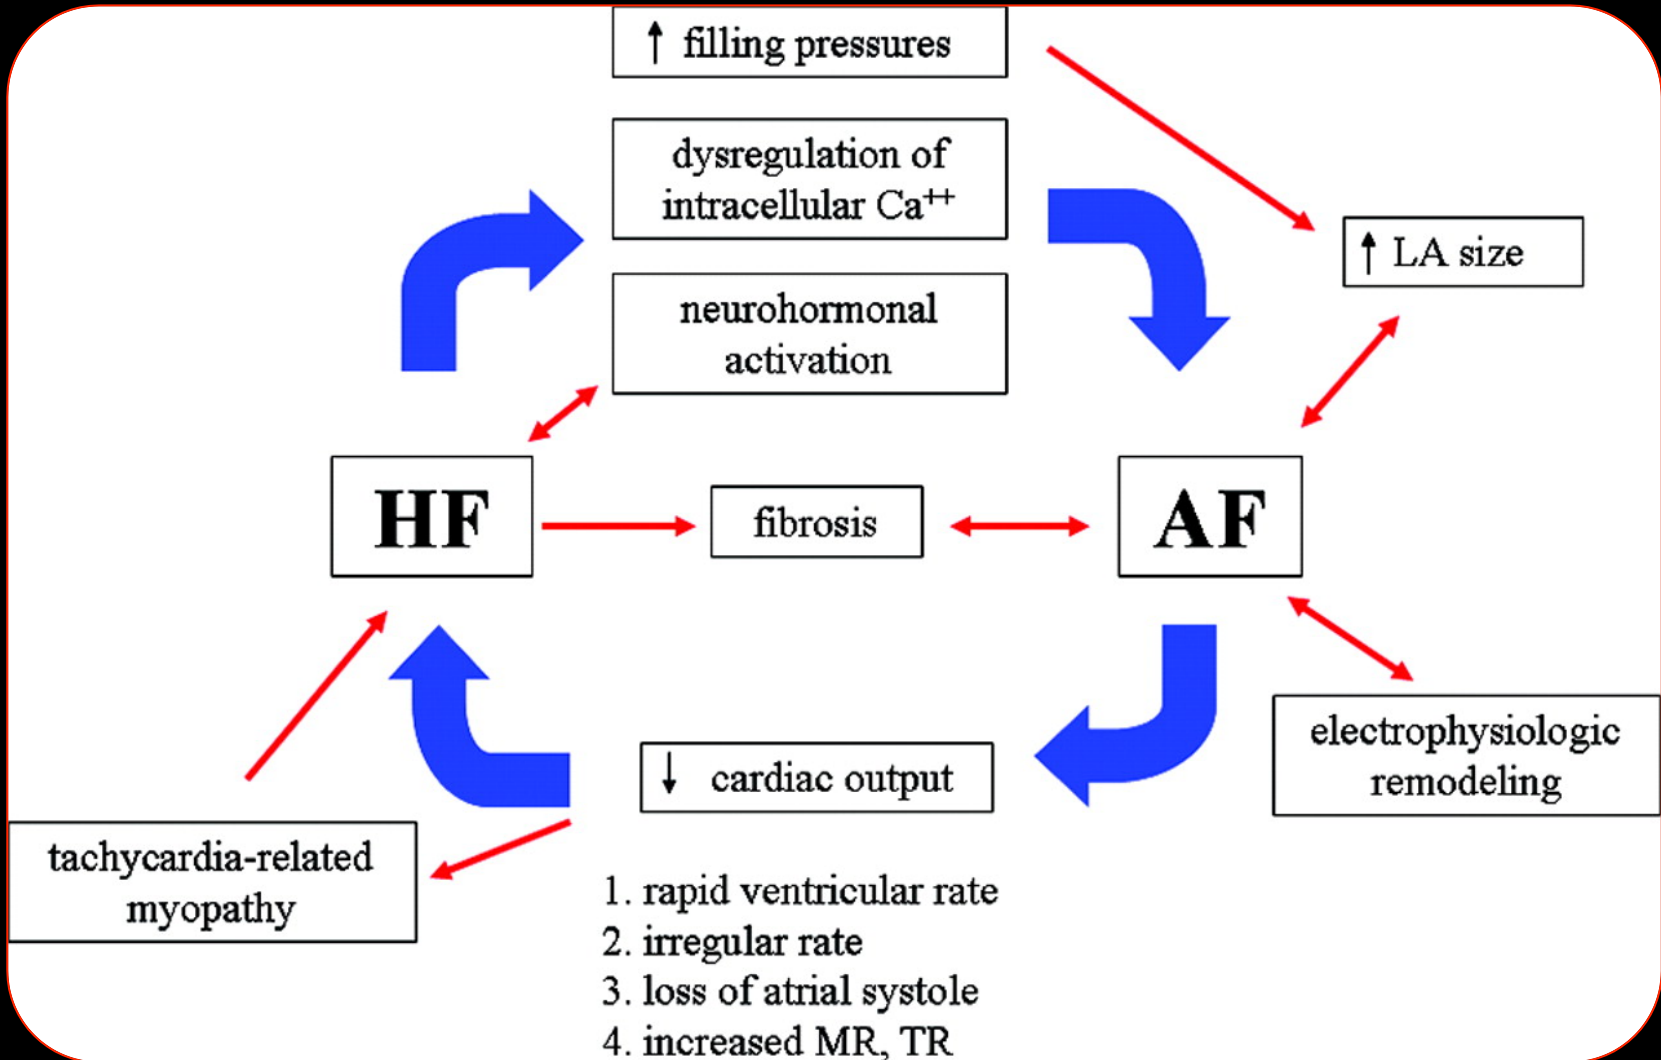 ↑ filling pressures
dysregulation of
intracellular Ca⁺⁺
↑ LA size
neurohormonal
activation
HF
fibrosis
AF
electrophysiologic
remodeling
↓ cardiac output
tachycardia-related
myopathy
1. rapid ventricular rate
2. irregular rate
3. loss of atrial systole
4. increased MR, TR